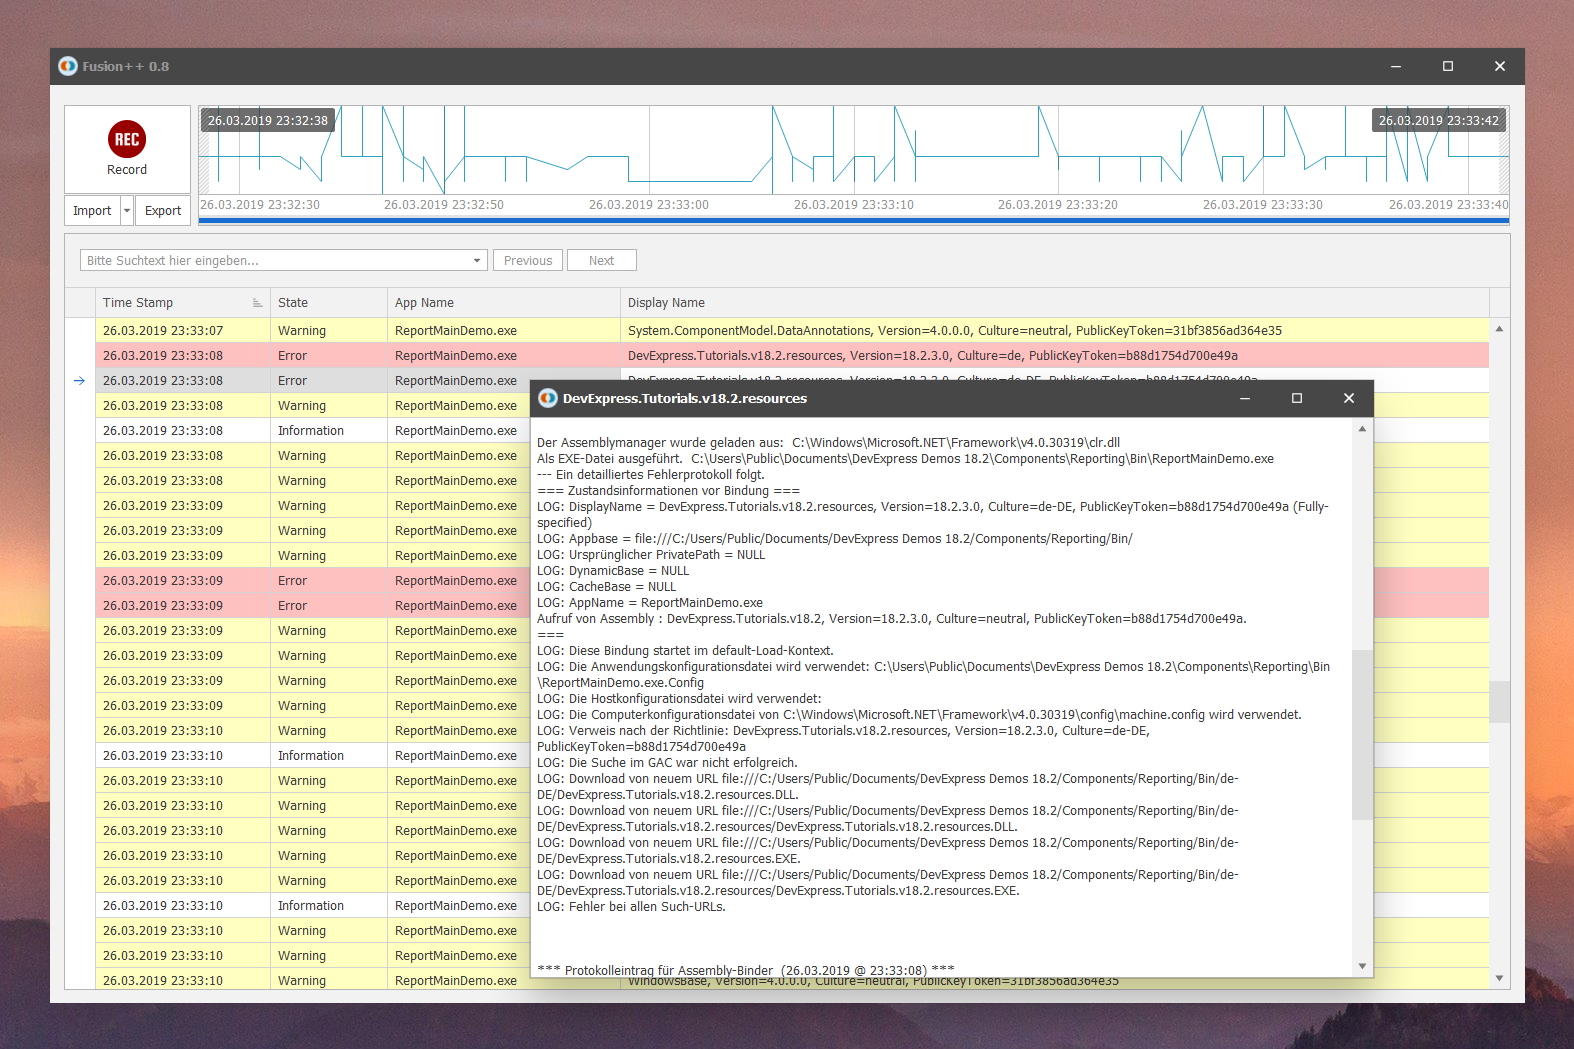 Fusion++ 0.8
REC
Record
Import
Export
26.03.2019 23:32:38
26.03.2019 23:33:42
26.03.2019 23:32:30
26.03.2019 23:32:50
26.03.2019 23:33:00
26.03.2019 23:33:10
26.03.2019 23:33:20
26.03.2019 23:33:30
26.03.2019 23:33:40
Bitte Suchtext hier eingeben...
Previous
Next
Time Stamp State App Name Display Name
26.03.2019 23:33:07 Warning ReportMainDemo.exe System.ComponentModel.DataAnnotations, Version=4.0.0.0, Culture=neutral, PublicKeyToken=31bf3856ad364e35
26.03.2019 23:33:08 Error ReportMainDemo.exe DevExpress.Tutorials.v18.2.resources, Version=18.2.3.0, Culture=de, PublicKeyToken=b88d1754d700e49a
26.03.2019 23:33:08 Error ReportMainDemo.exe DevExpress.Tutorials.v18.2.resources, Version=18.2.3.0, Culture=de-DE, PublicKeyToken=b88d1754d700e49a
26.03.2019 23:33:08 Warning ReportMainDemo.exe
26.03.2019 23:33:08 Information ReportMainDemo.exe
26.03.2019 23:33:08 Warning ReportMainDemo.exe
26.03.2019 23:33:08 Warning ReportMainDemo.exe
26.03.2019 23:33:09 Warning ReportMainDemo.exe
26.03.2019 23:33:09 Warning ReportMainDemo.exe
26.03.2019 23:33:09 Warning ReportMainDemo.exe
26.03.2019 23:33:09 Error ReportMainDemo.exe
26.03.2019 23:33:09 Error ReportMainDemo.exe
26.03.2019 23:33:09 Warning ReportMainDemo.exe
26.03.2019 23:33:09 Warning ReportMainDemo.exe
26.03.2019 23:33:09 Warning ReportMainDemo.exe
26.03.2019 23:33:09 Warning ReportMainDemo.exe
26.03.2019 23:33:10 Warning ReportMainDemo.exe
26.03.2019 23:33:10 Information ReportMainDemo.exe
26.03.2019 23:33:10 Warning ReportMainDemo.exe
26.03.2019 23:33:10 Warning ReportMainDemo.exe
26.03.2019 23:33:10 Warning ReportMainDemo.exe
26.03.2019 23:33:10 Warning ReportMainDemo.exe
26.03.2019 23:33:10 Warning ReportMainDemo.exe
26.03.2019 23:33:10 Information ReportMainDemo.exe
26.03.2019 23:33:10 Warning ReportMainDemo.exe
26.03.2019 23:33:10 Warning ReportMainDemo.exe
26.03.2019 23:33:10 Warning ReportMainDemo.exe WindowsBase, Version=4.0.0.0, Culture=neutral, PublicKeyToken=31bf3856ad364e35
DevExpress.Tutorials.v18.2.resources
Der Assemblymanager wurde geladen aus:  C:\Windows\Microsoft.NET\Framework\v4.0.30319\clr.dll
Als EXE-Datei ausgeführt.  C:\Users\Public\Documents\DevExpress Demos 18.2\Components\Reporting\Bin\ReportMainDemo.exe
--- Ein detailliertes Fehlerprotokoll folgt.
=== Zustandsinformationen vor Bindung ===
LOG: DisplayName = DevExpress.Tutorials.v18.2.resources, Version=18.2.3.0, Culture=de-DE, PublicKeyToken=b88d1754d700e49a (Fully-
specified)
LOG: Appbase = file:///C:/Users/Public/Documents/DevExpress Demos 18.2/Components/Reporting/Bin/
LOG: Ursprünglicher PrivatePath = NULL
LOG: DynamicBase = NULL
LOG: CacheBase = NULL
LOG: AppName = ReportMainDemo.exe
Aufruf von Assembly : DevExpress.Tutorials.v18.2, Version=18.2.3.0, Culture=neutral, PublicKeyToken=b88d1754d700e49a.
===
LOG: Diese Bindung startet im default-Load-Kontext.
LOG: Die Anwendungskonfigurationsdatei wird verwendet: C:\Users\Public\Documents\DevExpress Demos 18.2\Components\Reporting\Bin
\ReportMainDemo.exe.Config
LOG: Die Hostkonfigurationsdatei wird verwendet:
LOG: Die Computerkonfigurationsdatei von C:\Windows\Microsoft.NET\Framework\v4.0.30319\config\machine.config wird verwendet.
LOG: Verweis nach der Richtlinie: DevExpress.Tutorials.v18.2.resources, Version=18.2.3.0, Culture=de-DE,
PublicKeyToken=b88d1754d700e49a
LOG: Die Suche im GAC war nicht erfolgreich.
LOG: Download von neuem URL file:///C:/Users/Public/Documents/DevExpress Demos 18.2/Components/Reporting/Bin/de-
DE/DevExpress.Tutorials.v18.2.resources.DLL.
LOG: Download von neuem URL file:///C:/Users/Public/Documents/DevExpress Demos 18.2/Components/Reporting/Bin/de-
DE/DevExpress.Tutorials.v18.2.resources/DevExpress.Tutorials.v18.2.resources.DLL.
LOG: Download von neuem URL file:///C:/Users/Public/Documents/DevExpress Demos 18.2/Components/Reporting/Bin/de-
DE/DevExpress.Tutorials.v18.2.resources.EXE.
LOG: Download von neuem URL file:///C:/Users/Public/Documents/DevExpress Demos 18.2/Components/Reporting/Bin/de-
DE/DevExpress.Tutorials.v18.2.resources/DevExpress.Tutorials.v18.2.resources.EXE.
LOG: Fehler bei allen Such-URLs.
*** Protokolleintrag für Assembly-Binder  (26.03.2019 @ 23:33:08) ***